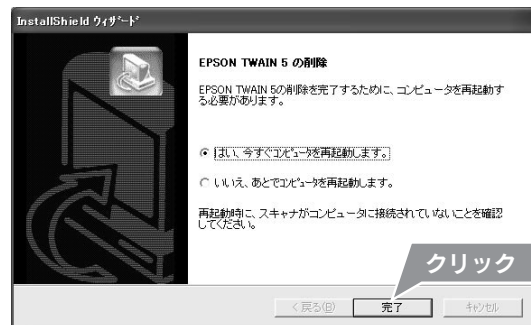 InstallShield ウィザード
EPSON TWAIN 5 の削除
EPSON TWAIN 5の削除を完了するために、コンピュータを再起動す
る必要があります。
はい、今すぐコンピュータを再起動します。
いいえ、あとでコンピュータを再起動します。
再起動時に、スキャナがコンピュータに接続されていないことを確認
してください。
クリック
< 戻る(B)
完了
キャンセル